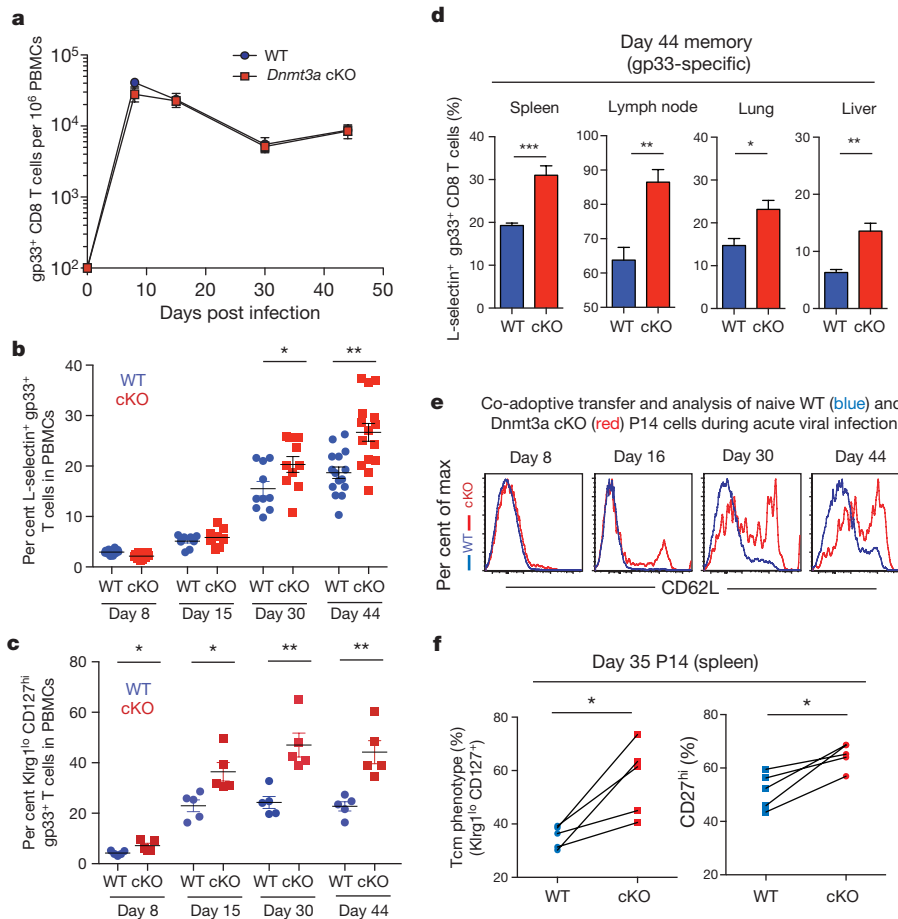 a
gp33⁺ CD8 T cells per 10⁶ PBMCs
10⁵
10⁴
10³
10²
0 10 20 30 40 50
Days post infection
WT
Dnmt3a cKO
b
Per cent L-selectin⁺ gp33⁺
T cells in PBMCs
40
30
20
10
0
WT
cKO
*
**
WT cKO WT cKO WT cKO WT cKO
Day 8 Day 15 Day 30 Day 44
c
Per cent Klrg1ˡᵒ CD127ʰⁱ
gp33⁺ T cells in PBMCs
80
60
40
20
0
WT
cKO
*
*
**
**
WT cKO WT cKO WT cKO WT cKO
Day 8 Day 15 Day 30 Day 44
d
Day 44 memory
(gp33-specific)
L-selectin⁺ gp33⁺ CD8 T cells (%)
Spleen
40
30
20
10
0
***
WT cKO
Lymph node
100
90
80
70
60
50
**
WT cKO
Lung
40
30
20
10
0
*
WT cKO
Liver
30
20
10
0
**
WT cKO
e
Co-adoptive transfer and analysis of naive WT (blue) and
Dnmt3a cKO (red) P14 cells during acute viral infection
Per cent of max
WT cKO
Day 8 Day 16 Day 30 Day 44
CD62L
f
Day 35 P14 (spleen)
Tcm phenotype (%)
(Klrg1ˡᵒ CD127⁺)
80
60
40
20
*
WT cKO
CD27ʰⁱ (%)
80
60
40
20
*
WT cKO